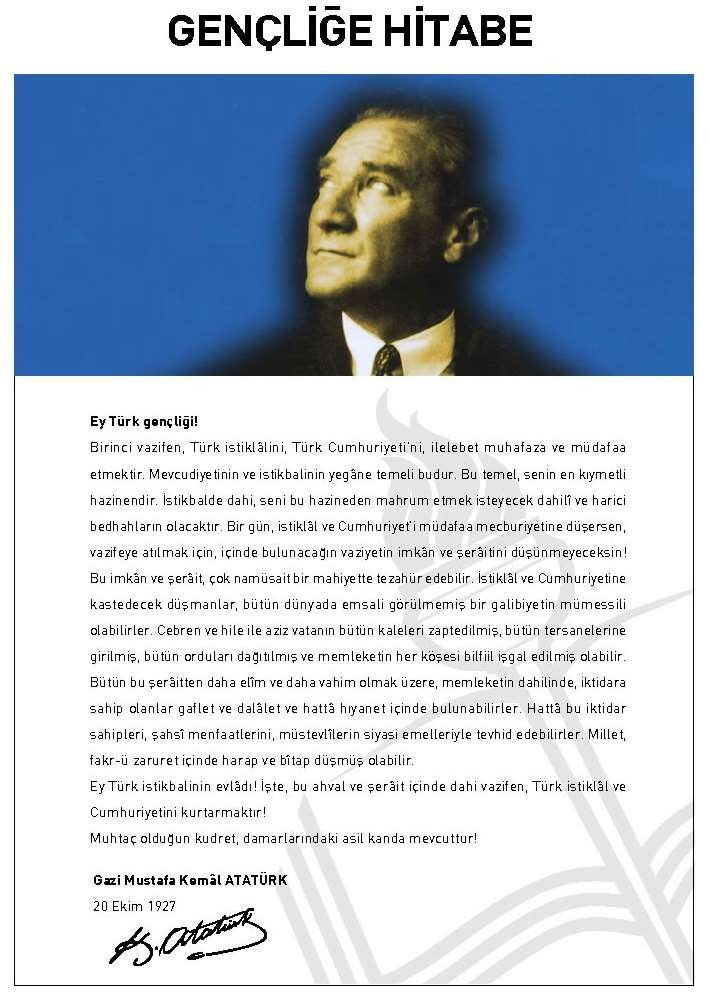 GENÇLİĞE HİTABE
Ey Türk gençliği!
Birinci vazifen, Türk istiklâlini, Türk Cumhuriyeti'ni, ilelebet muhafaza ve müdafaa
etmektir. Mevcudiyetinin ve istikbalinin yegâne temeli budur. Bu temel, senin en kıymetli
hazinendir. İstikbalde dahi, seni bu hazineden mahrum etmek isteyecek dahilî ve harici
bedhahların olacaktır. Bir gün, istiklâl ve Cumhuriyet'i müdafaa mecburiyetine düşersen,
vazifeye atılmak için, içinde bulunacağın vaziyetin imkân ve şerâitini düşünmeyeceksin!
Bu imkân ve şerâit, çok namüsait bir mahiyette tezahür edebilir. İstiklâl ve Cumhuriyetine
kastedecek düşmanlar, bütün dünyada emsali görülmemiş bir galibiyetin mümessili
olabilirler. Cebren ve hile ile aziz vatanın bütün kaleleri zaptedilmiş, bütün tersanelerine
girilmiş, bütün orduları dağıtılmış ve memleketin her köşesi bilfiil işgal edilmiş olabilir.
Bütün bu şerâitten daha elîm ve daha vahim olmak üzere, memleketin dahilinde, iktidara
sahip olanlar gaflet ve dalâlet ve hattâ hıyanet içinde bulunabilirler. Hattâ bu iktidar
sahipleri, şahsî menfaatlerini, müstevlîlerin siyasi emelleriyle tevhid edebilirler. Millet,
fakr-ü zaruret içinde harap ve bîtap düşmüş olabilir.
Ey Türk istikbalinin evlâdı! İşte, bu ahval ve şerâit içinde dahi vazifen, Türk istiklâl ve
Cumhuriyetini kurtarmaktır!
Muhtaç olduğun kudret, damarlarındaki asil kanda mevcuttur!
Gazi Mustafa Kemâl ATATÜRK
20 Ekim 1927
K. Atatürk